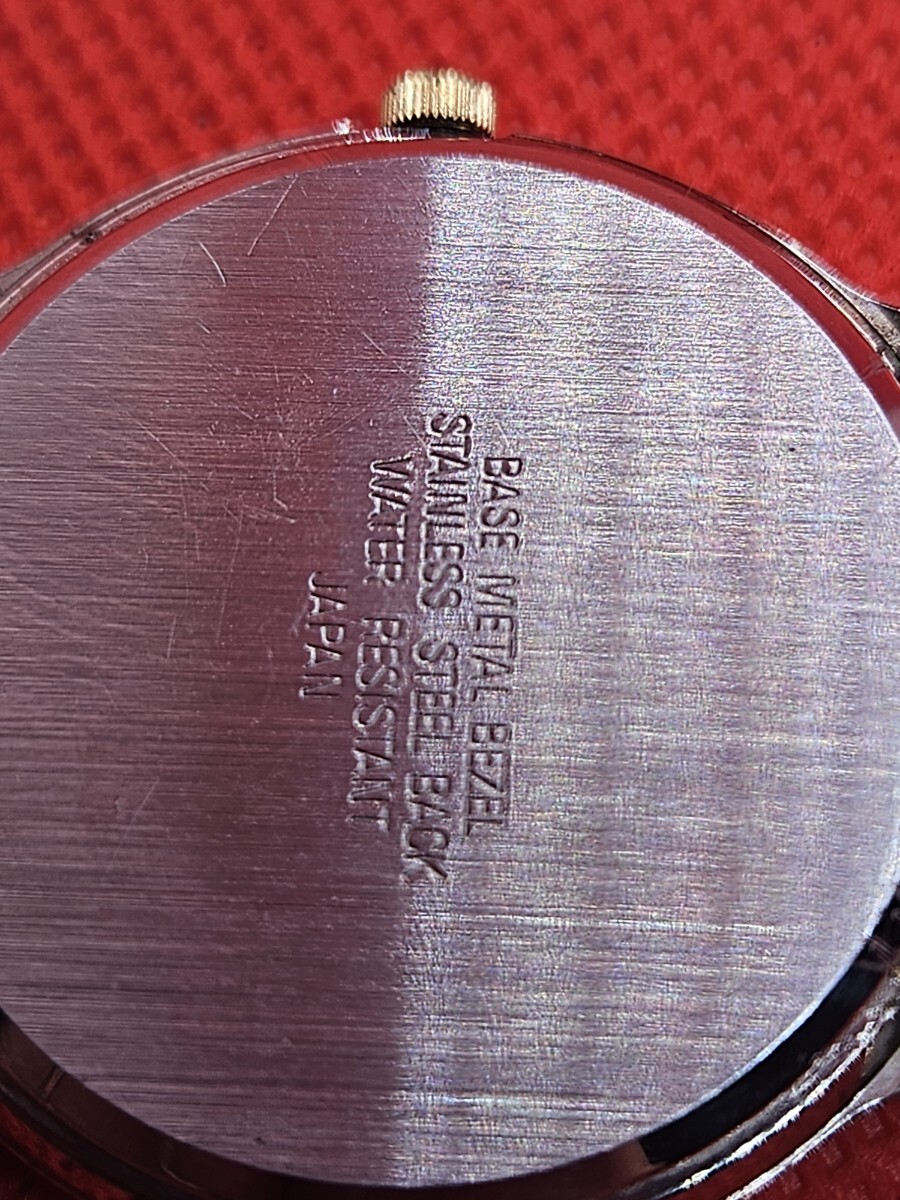 BASE METAL BEZEL
STAINLESS STEEL BACK
WATER RESISTANT
JAPAN